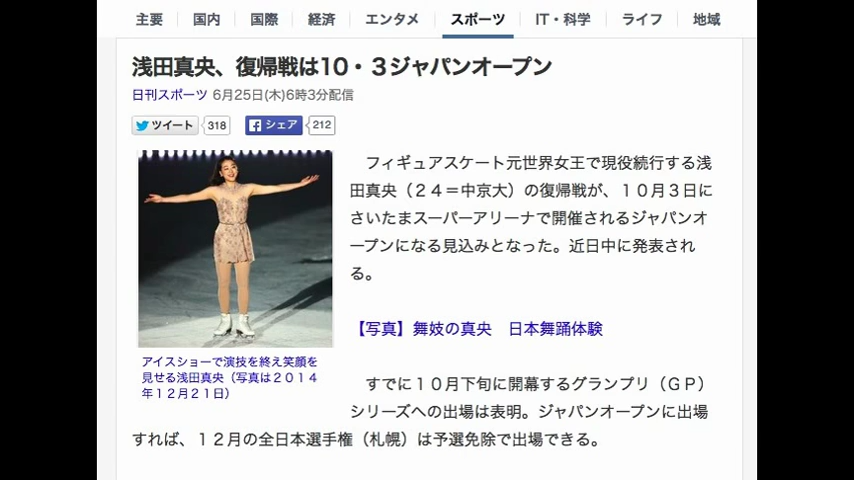 主要 国内 国際 経済 エンタメ スポーツ IT・科学 ライフ 地域
浅田真央、復帰戦は10・３ジャパンオープン
日刊スポーツ 6月25日(木)6時3分配信
ツイート 318 シェア 212
フィギュアスケート元世界女王で現役続行する浅
田真央（２４＝中京大）の復帰戦が、１０月３日に
さいたまスーパーアリーナで開催されるジャパンオ
ープンになる見込みとなった。近日中に発表され
る。
【写真】舞妓の真央　日本舞踊体験
アイスショーで演技を終え笑顔を
見せる浅田真央（写真は２０１４
年１２月２１日）
すでに１０月下旬に開幕するグランプリ（ＧＰ）
シリーズへの出場は表明。ジャパンオープンに出場
すれば、１２月の全日本選手権（札幌）は予選免除で出場できる。